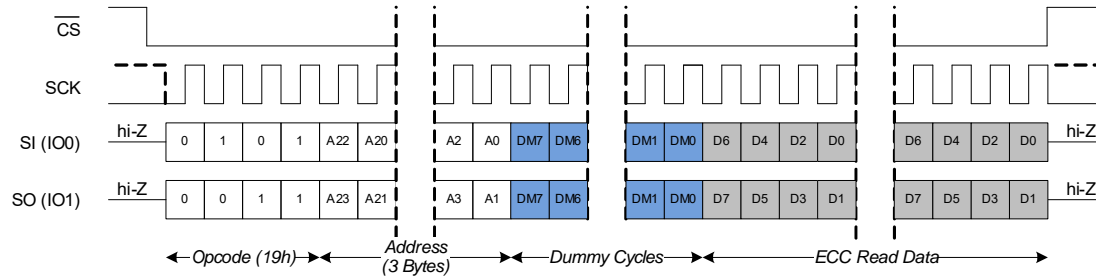 CS
SCK
SI (IO0) hi-Z 0 1 0 1 A22 A20 A2 A0 DM7 DM6 DM1 DM0 D6 D4 D2 D0 D6 D4 D2 D0 hi-Z
SO (IO1) hi-Z 0 0 1 1 A23 A21 A3 A1 DM7 DM6 DM1 DM0 D7 D5 D3 D1 D7 D5 D3 D1 hi-Z
Opcode (19h) Address Dummy Cycles ECC Read Data
(3 Bytes)